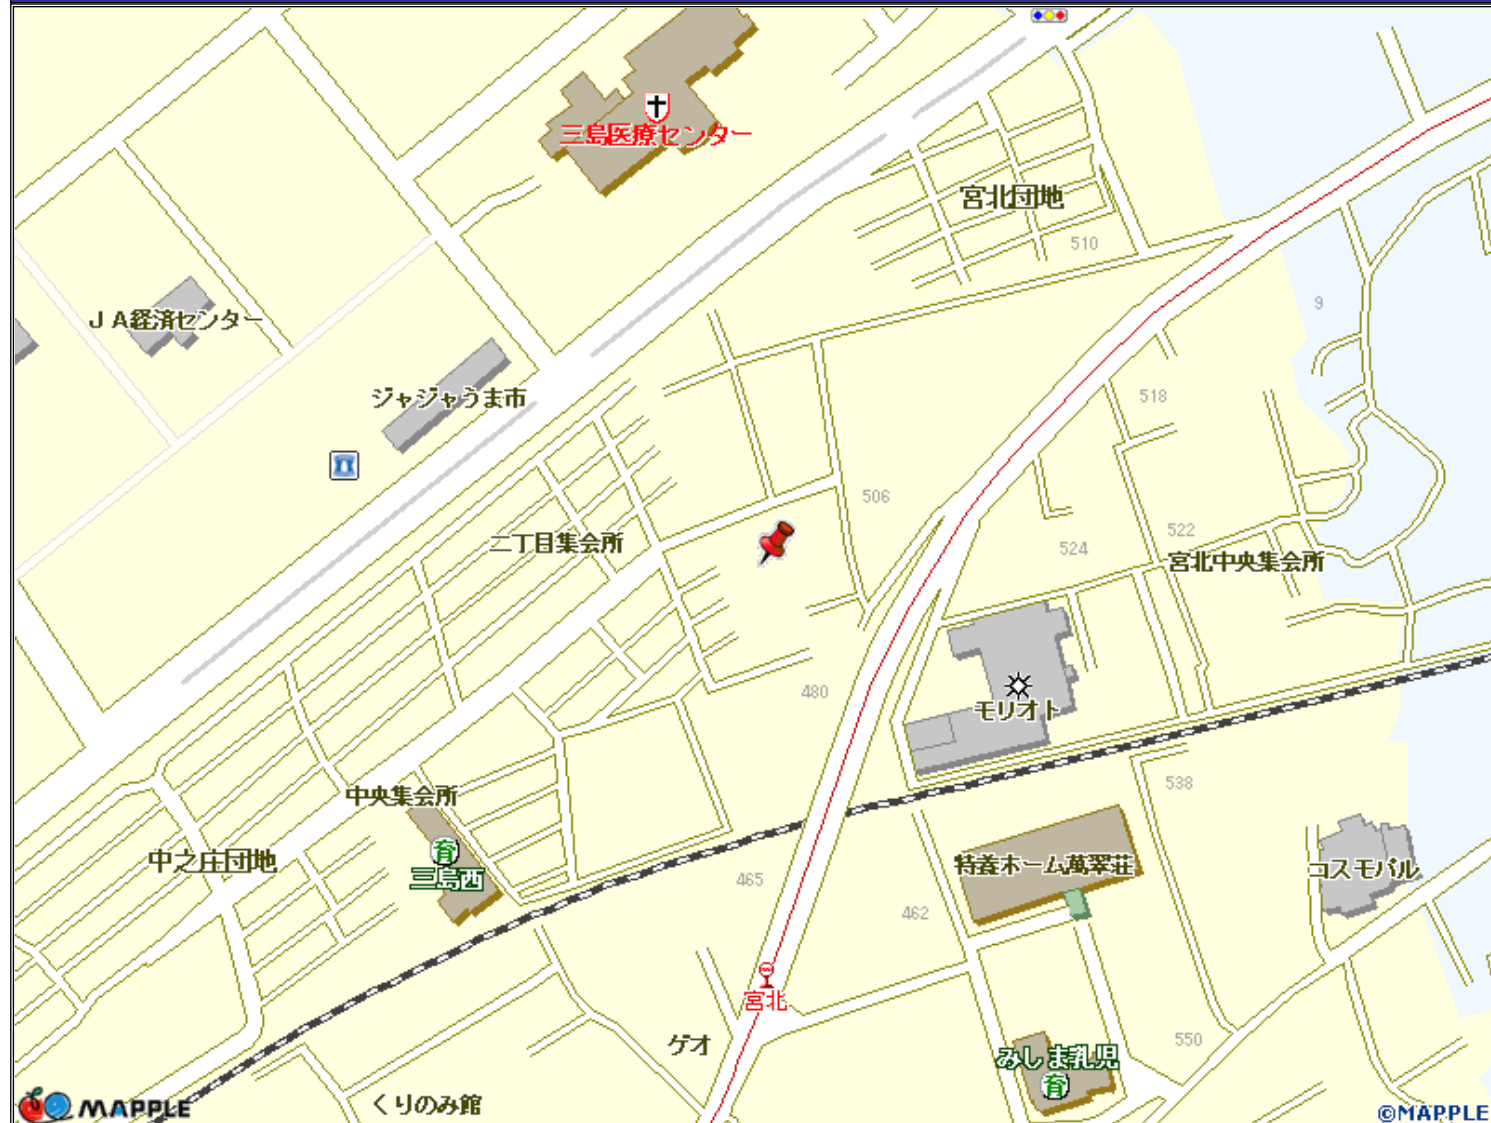 三島医療センター
宮北団地
510
9
JA経済センター
ジャジャうま市
518
506
522
二丁目集会所
524
宮北中央集会所
480
モリオト
538
中央集会所
中之庄団地
育
三島西
特養ホーム萬翠荘
コスモパル
465
462
宮北
ゲオ
550
みしま乳児
育
くりのみ館
MAPPLE
©MAPPLE